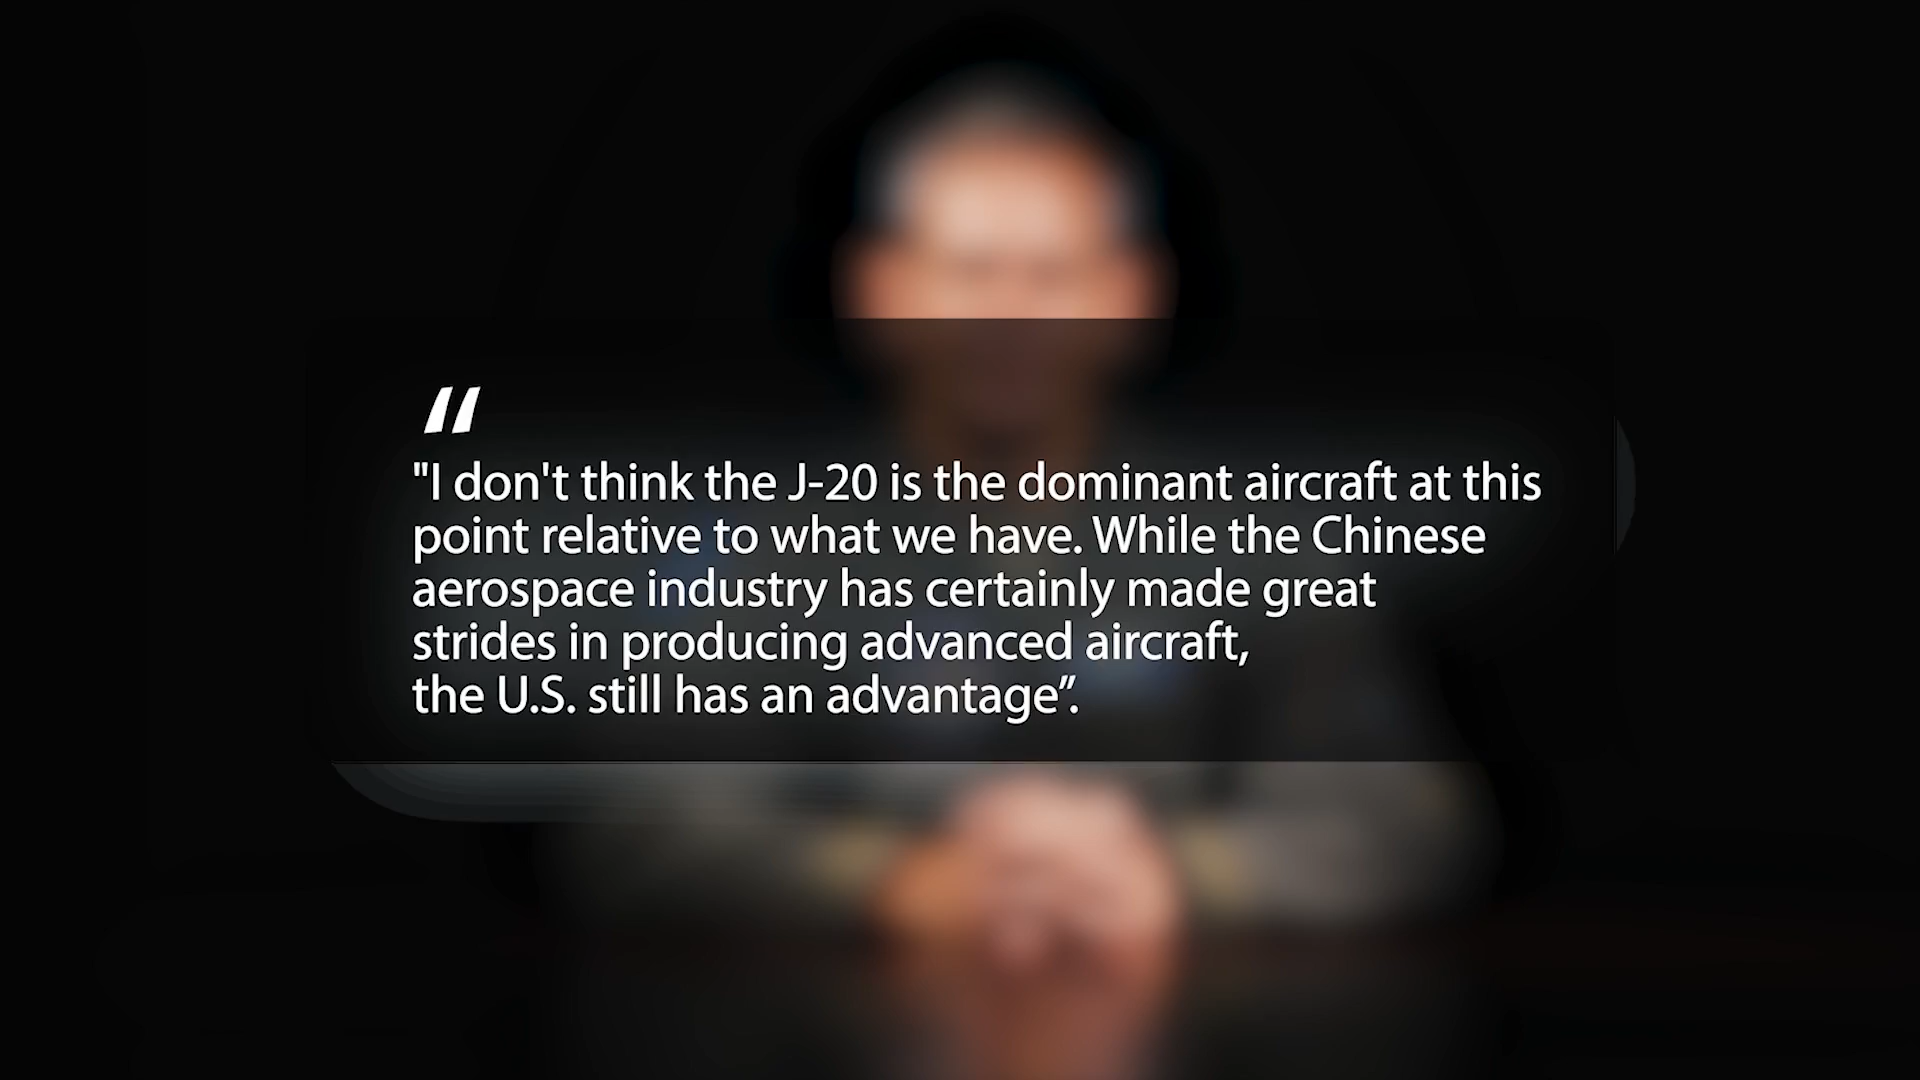 “
"I don't think the J-20 is the dominant aircraft at this
point relative to what we have. While the Chinese
aerospace industry has certainly made great
strides in producing advanced aircraft,
the U.S. still has an advantage”.